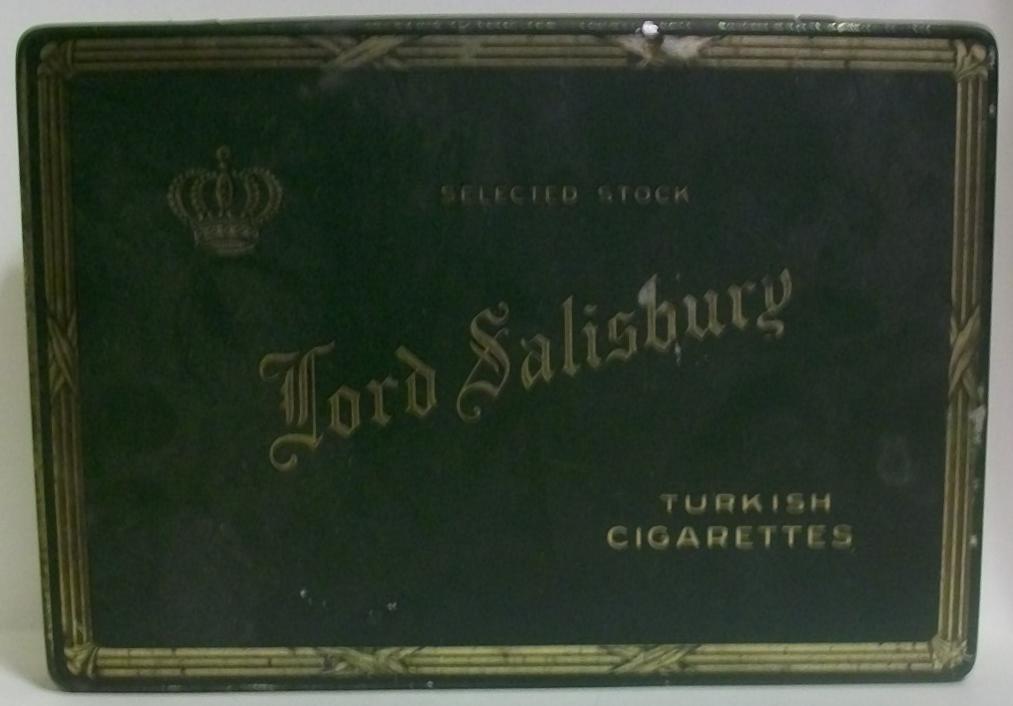 SELECTED STOCK
Lord Salisbury
TURKISH
CIGARETTES